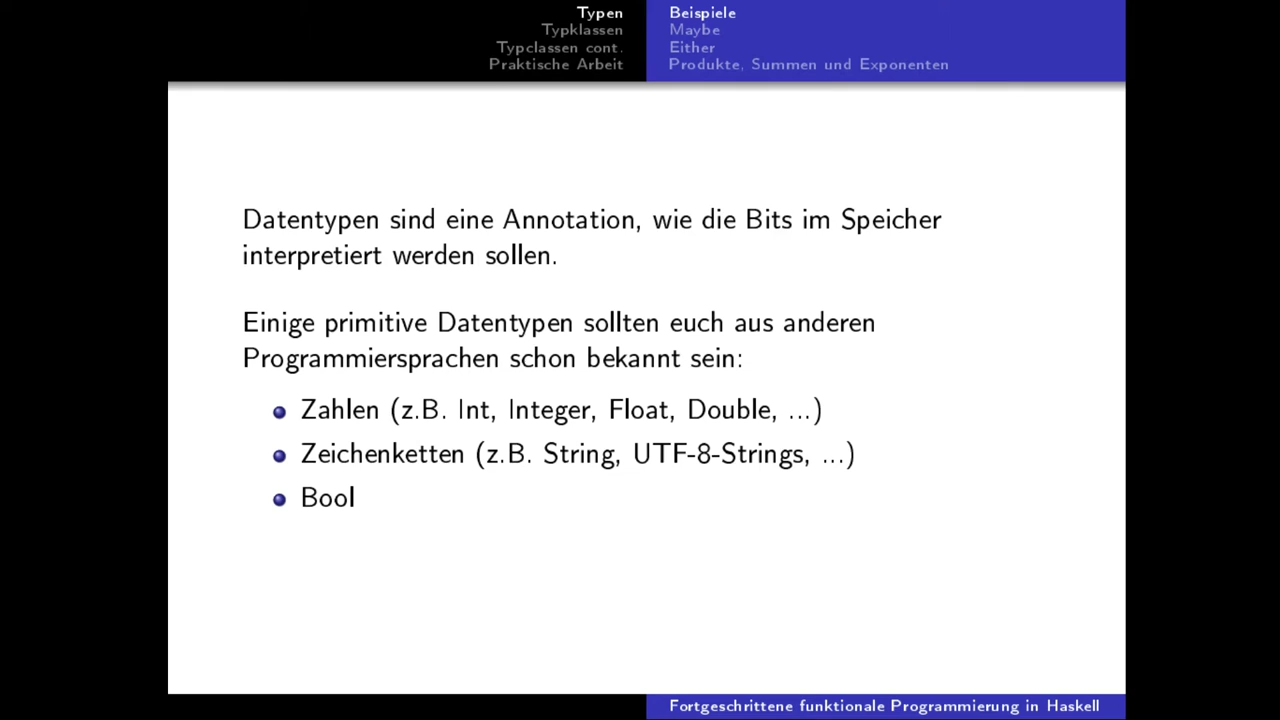 Typen
Typklassen
Typclassen cont.
Praktische Arbeit
Beispiele
Maybe
Either
Produkte, Summen und Exponenten
Datentypen sind eine Annotation, wie die Bits im Speicher
interpretiert werden sollen.
Einige primitive Datentypen sollten euch aus anderen
Programmiersprachen schon bekannt sein:
Zahlen (z.B. Int, Integer, Float, Double, ...)
Zeichenketten (z.B. String, UTF-8-Strings, ...)
Bool
Fortgeschrittene funktionale Programmierung in Haskell